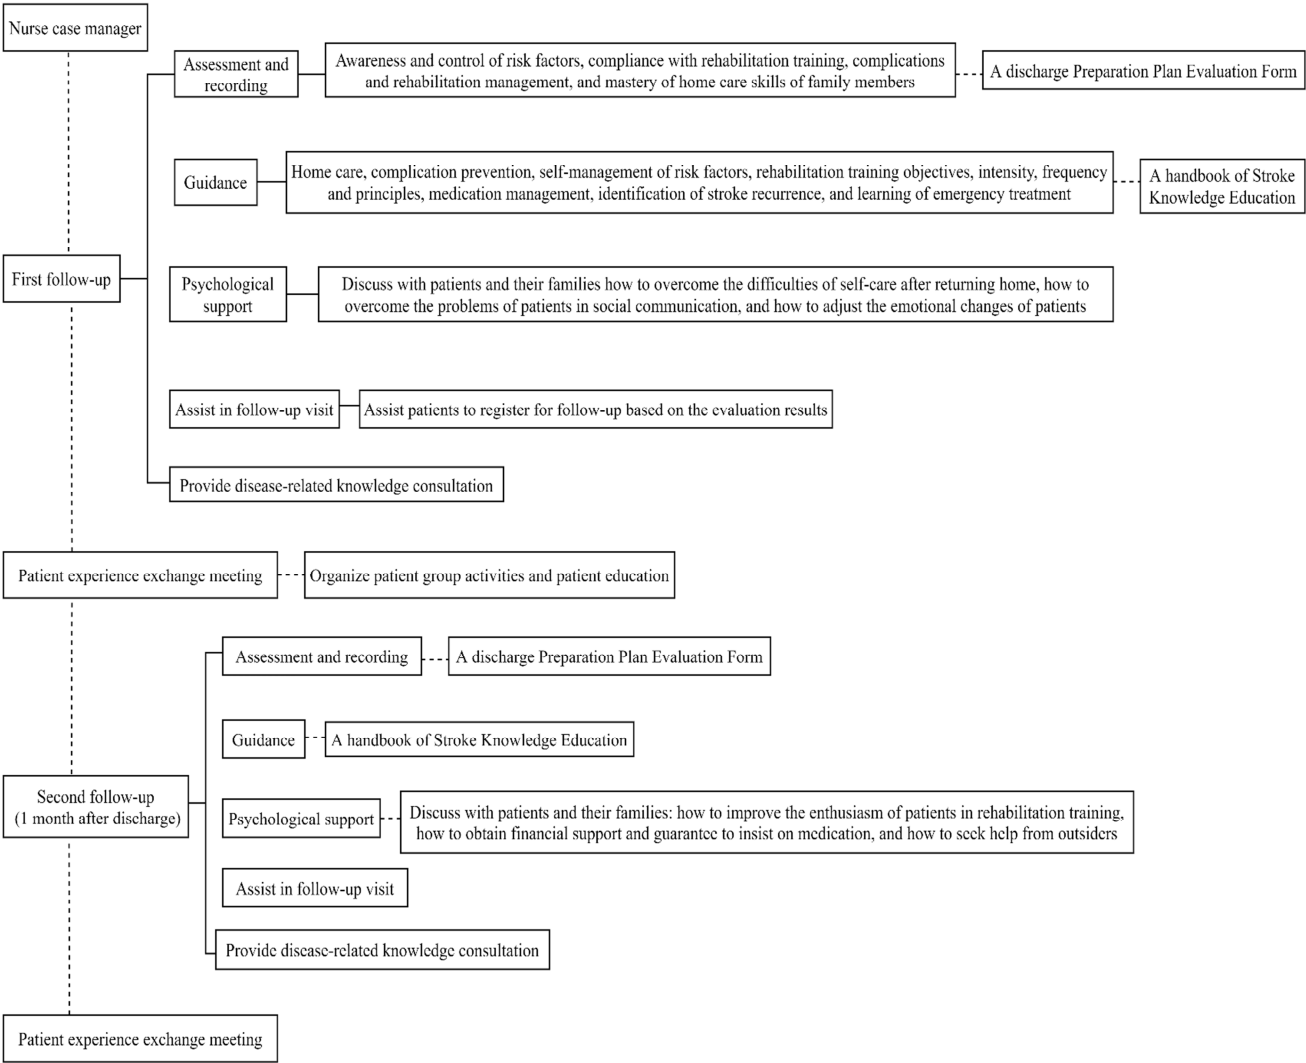 Nurse case manager
Assessment and
recording
Awareness and control of risk factors, compliance with rehabilitation training, complications
and rehabilitation management, and mastery of home care skills of family members
A discharge Preparation Plan Evaluation Form
Guidance
Home care, complication prevention, self-management of risk factors, rehabilitation training objectives, intensity, frequency
and principles, medication management, identification of stroke recurrence, and learning of emergency treatment
A handbook of Stroke
Knowledge Education
First follow-up
Psychological
support
Discuss with patients and their families how to overcome the difficulties of self-care after returning home, how to
overcome the problems of patients in social communication, and how to adjust the emotional changes of patients
Assist in follow-up visit
Assist patients to register for follow-up based on the evaluation results
Provide disease-related knowledge consultation
Patient experience exchange meeting
Organize patient group activities and patient education
Assessment and recording
A discharge Preparation Plan Evaluation Form
Guidance
A handbook of Stroke Knowledge Education
Second follow-up
(1 month after discharge)
Psychological support
Discuss with patients and their families: how to improve the enthusiasm of patients in rehabilitation training,
how to obtain financial support and guarantee to insist on medication, and how to seek help from outsiders
Assist in follow-up visit
Provide disease-related knowledge consultation
Patient experience exchange meeting